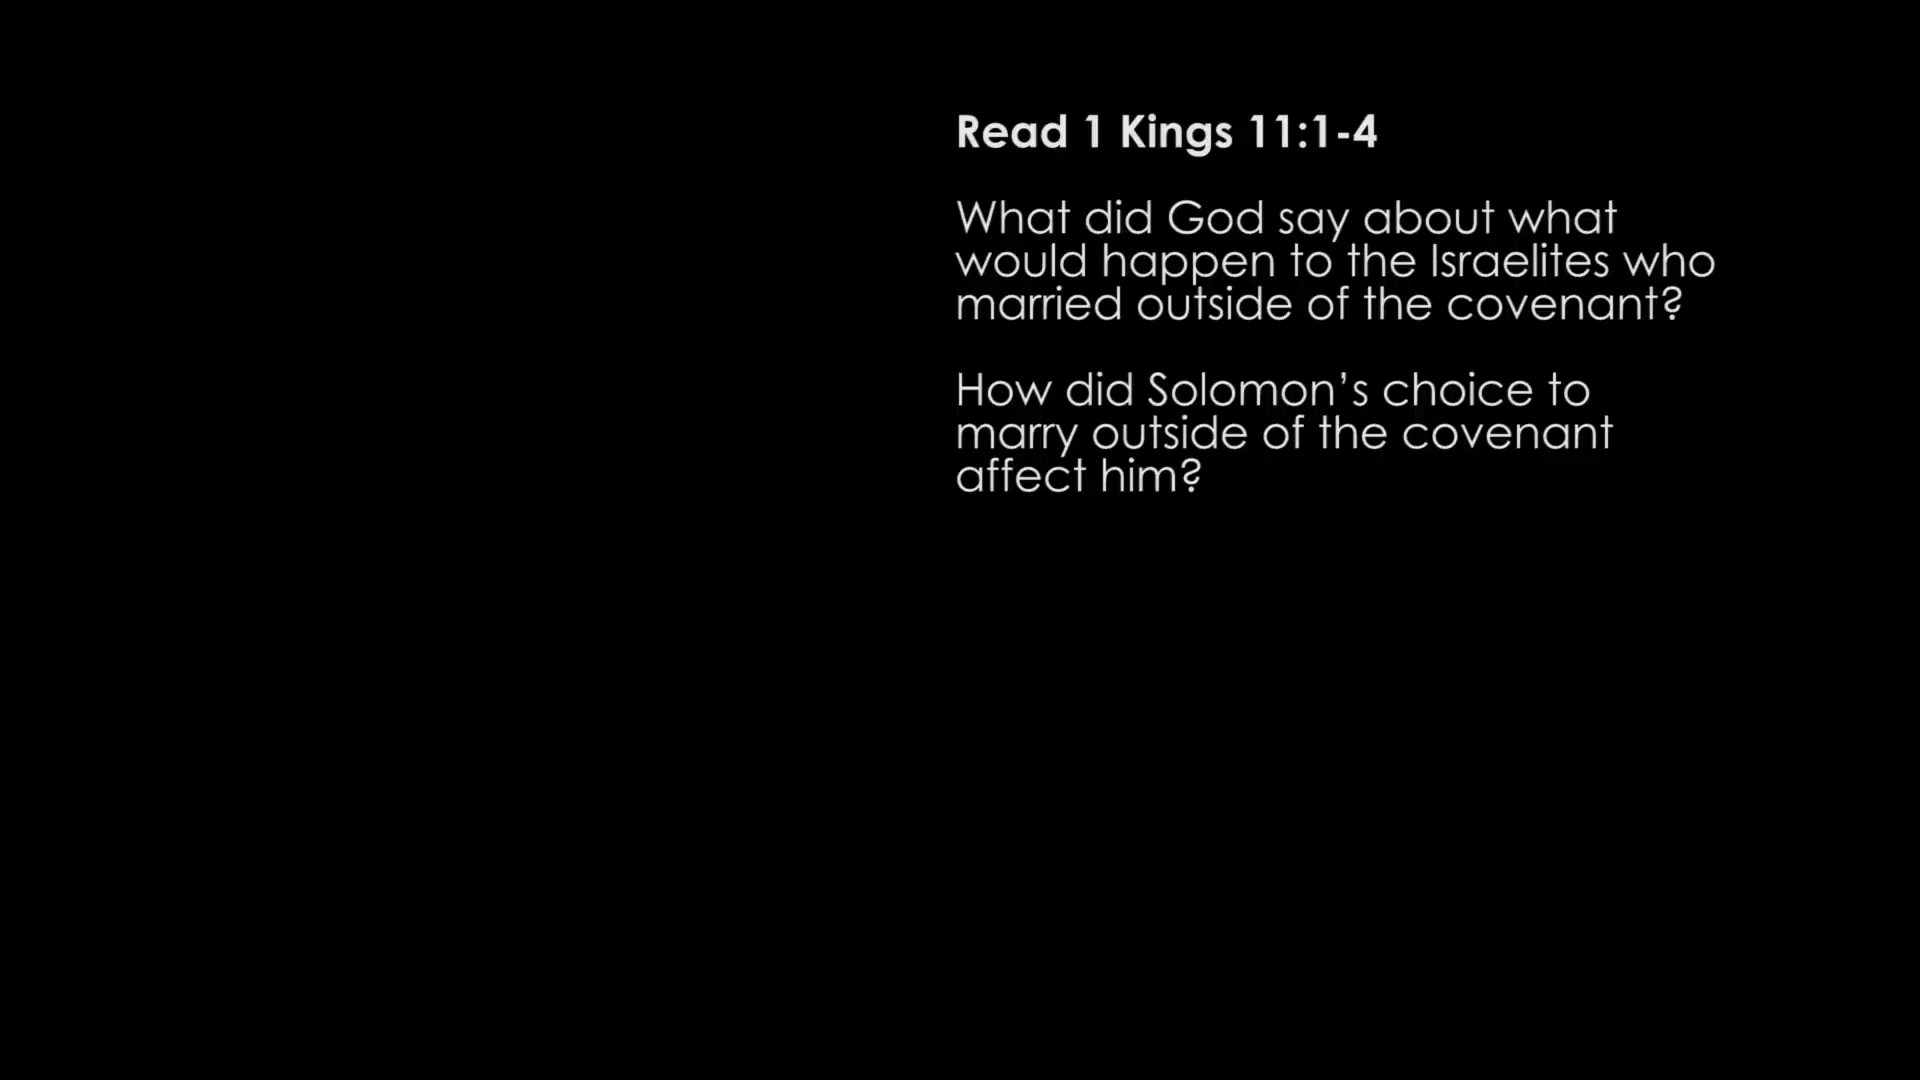 Read 1 Kings 11:1-4
What did God say about what
would happen to the Israelites who
married outside of the covenant?
How did Solomon’s choice to
marry outside of the covenant
affect him?